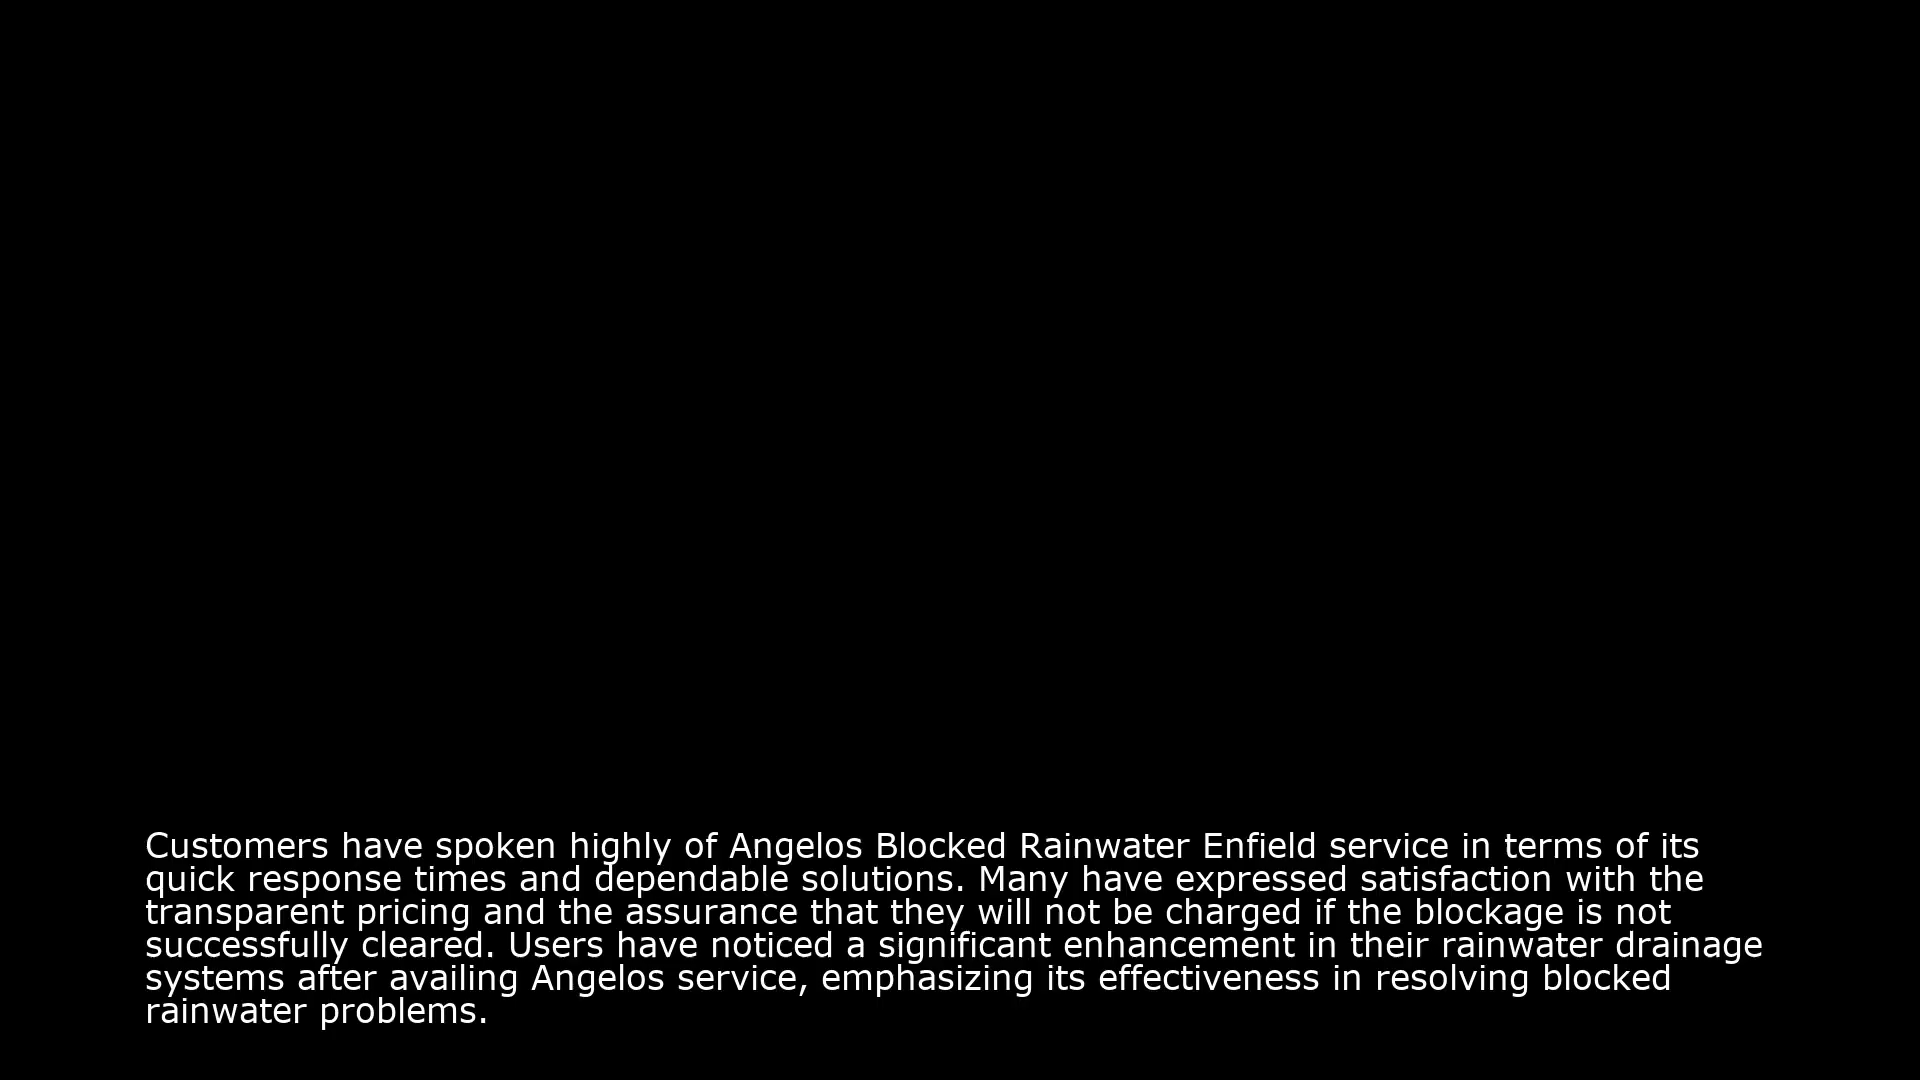 Customers have spoken highly of Angelos Blocked Rainwater Enfield service in terms of its
quick response times and dependable solutions. Many have expressed satisfaction with the
transparent pricing and the assurance that they will not be charged if the blockage is not
successfully cleared. Users have noticed a significant enhancement in their rainwater drainage
systems after availing Angelos service, emphasizing its effectiveness in resolving blocked
rainwater problems.